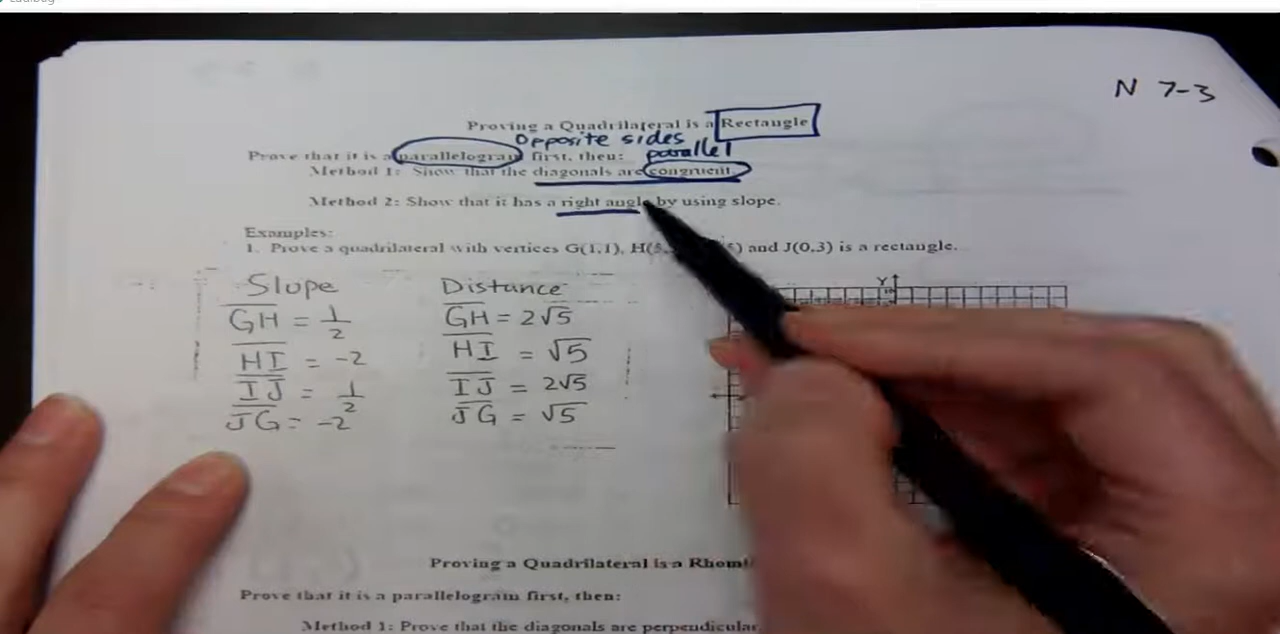 N 7-3
Proving a Quadrilateral is a Rectangle
Opposite sides
parallel
Prove that it is a parallelogram first, then:
Method 1: Show that the diagonals are congruent.
Method 2: Show that it has a right angle by using slope.
Examples:
1. Prove a quadrilateral with vertices G(1,1), H(5, 5) and J(0,3) is a rectangle.
Slope Distance
GH = 1/2 GH = 2√5
HI = -2 HI = √5
IJ = 1/2 IJ = 2√5
JG = -2 JG = √5
Y
Proving a Quadrilateral is a
Prove that it is a parallelogram first, then:
Method 1: Prove that the diagonals are perpendicular.